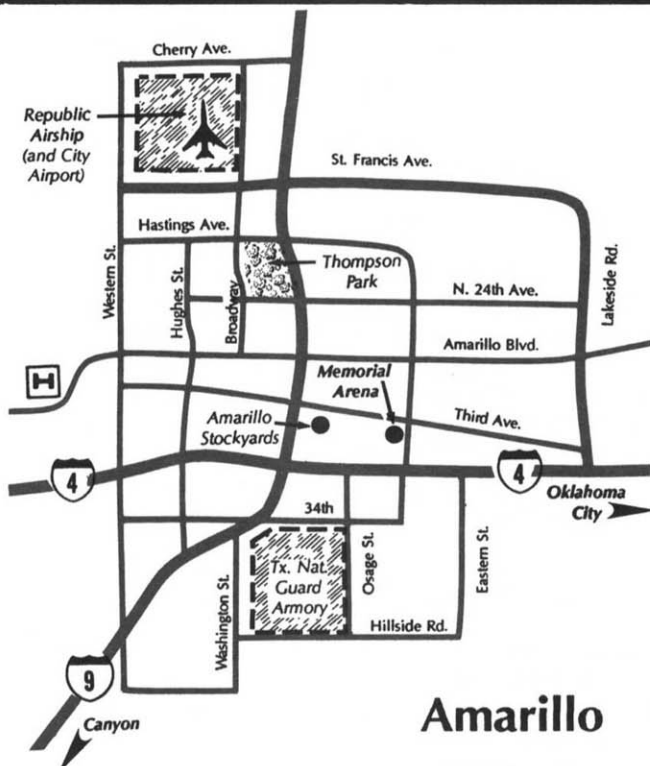 Cherry Ave.
Republic
Airship
(and City
Airport)
St. Francis Ave.
Hastings Ave.
Western St.
Hughes St.
Broadway
Thompson
Park
N. 24th Ave.
Lakeside Rd.
Amarillo Blvd.
H
Memorial
Arena
Amarillo
Stockyards
Third Ave.
4
4
Oklahoma
City
34th
Tx. Nat.
Guard
Armory
Osage St.
Eastern St.
Washington St.
Hillside Rd.
9
Canyon
Amarillo